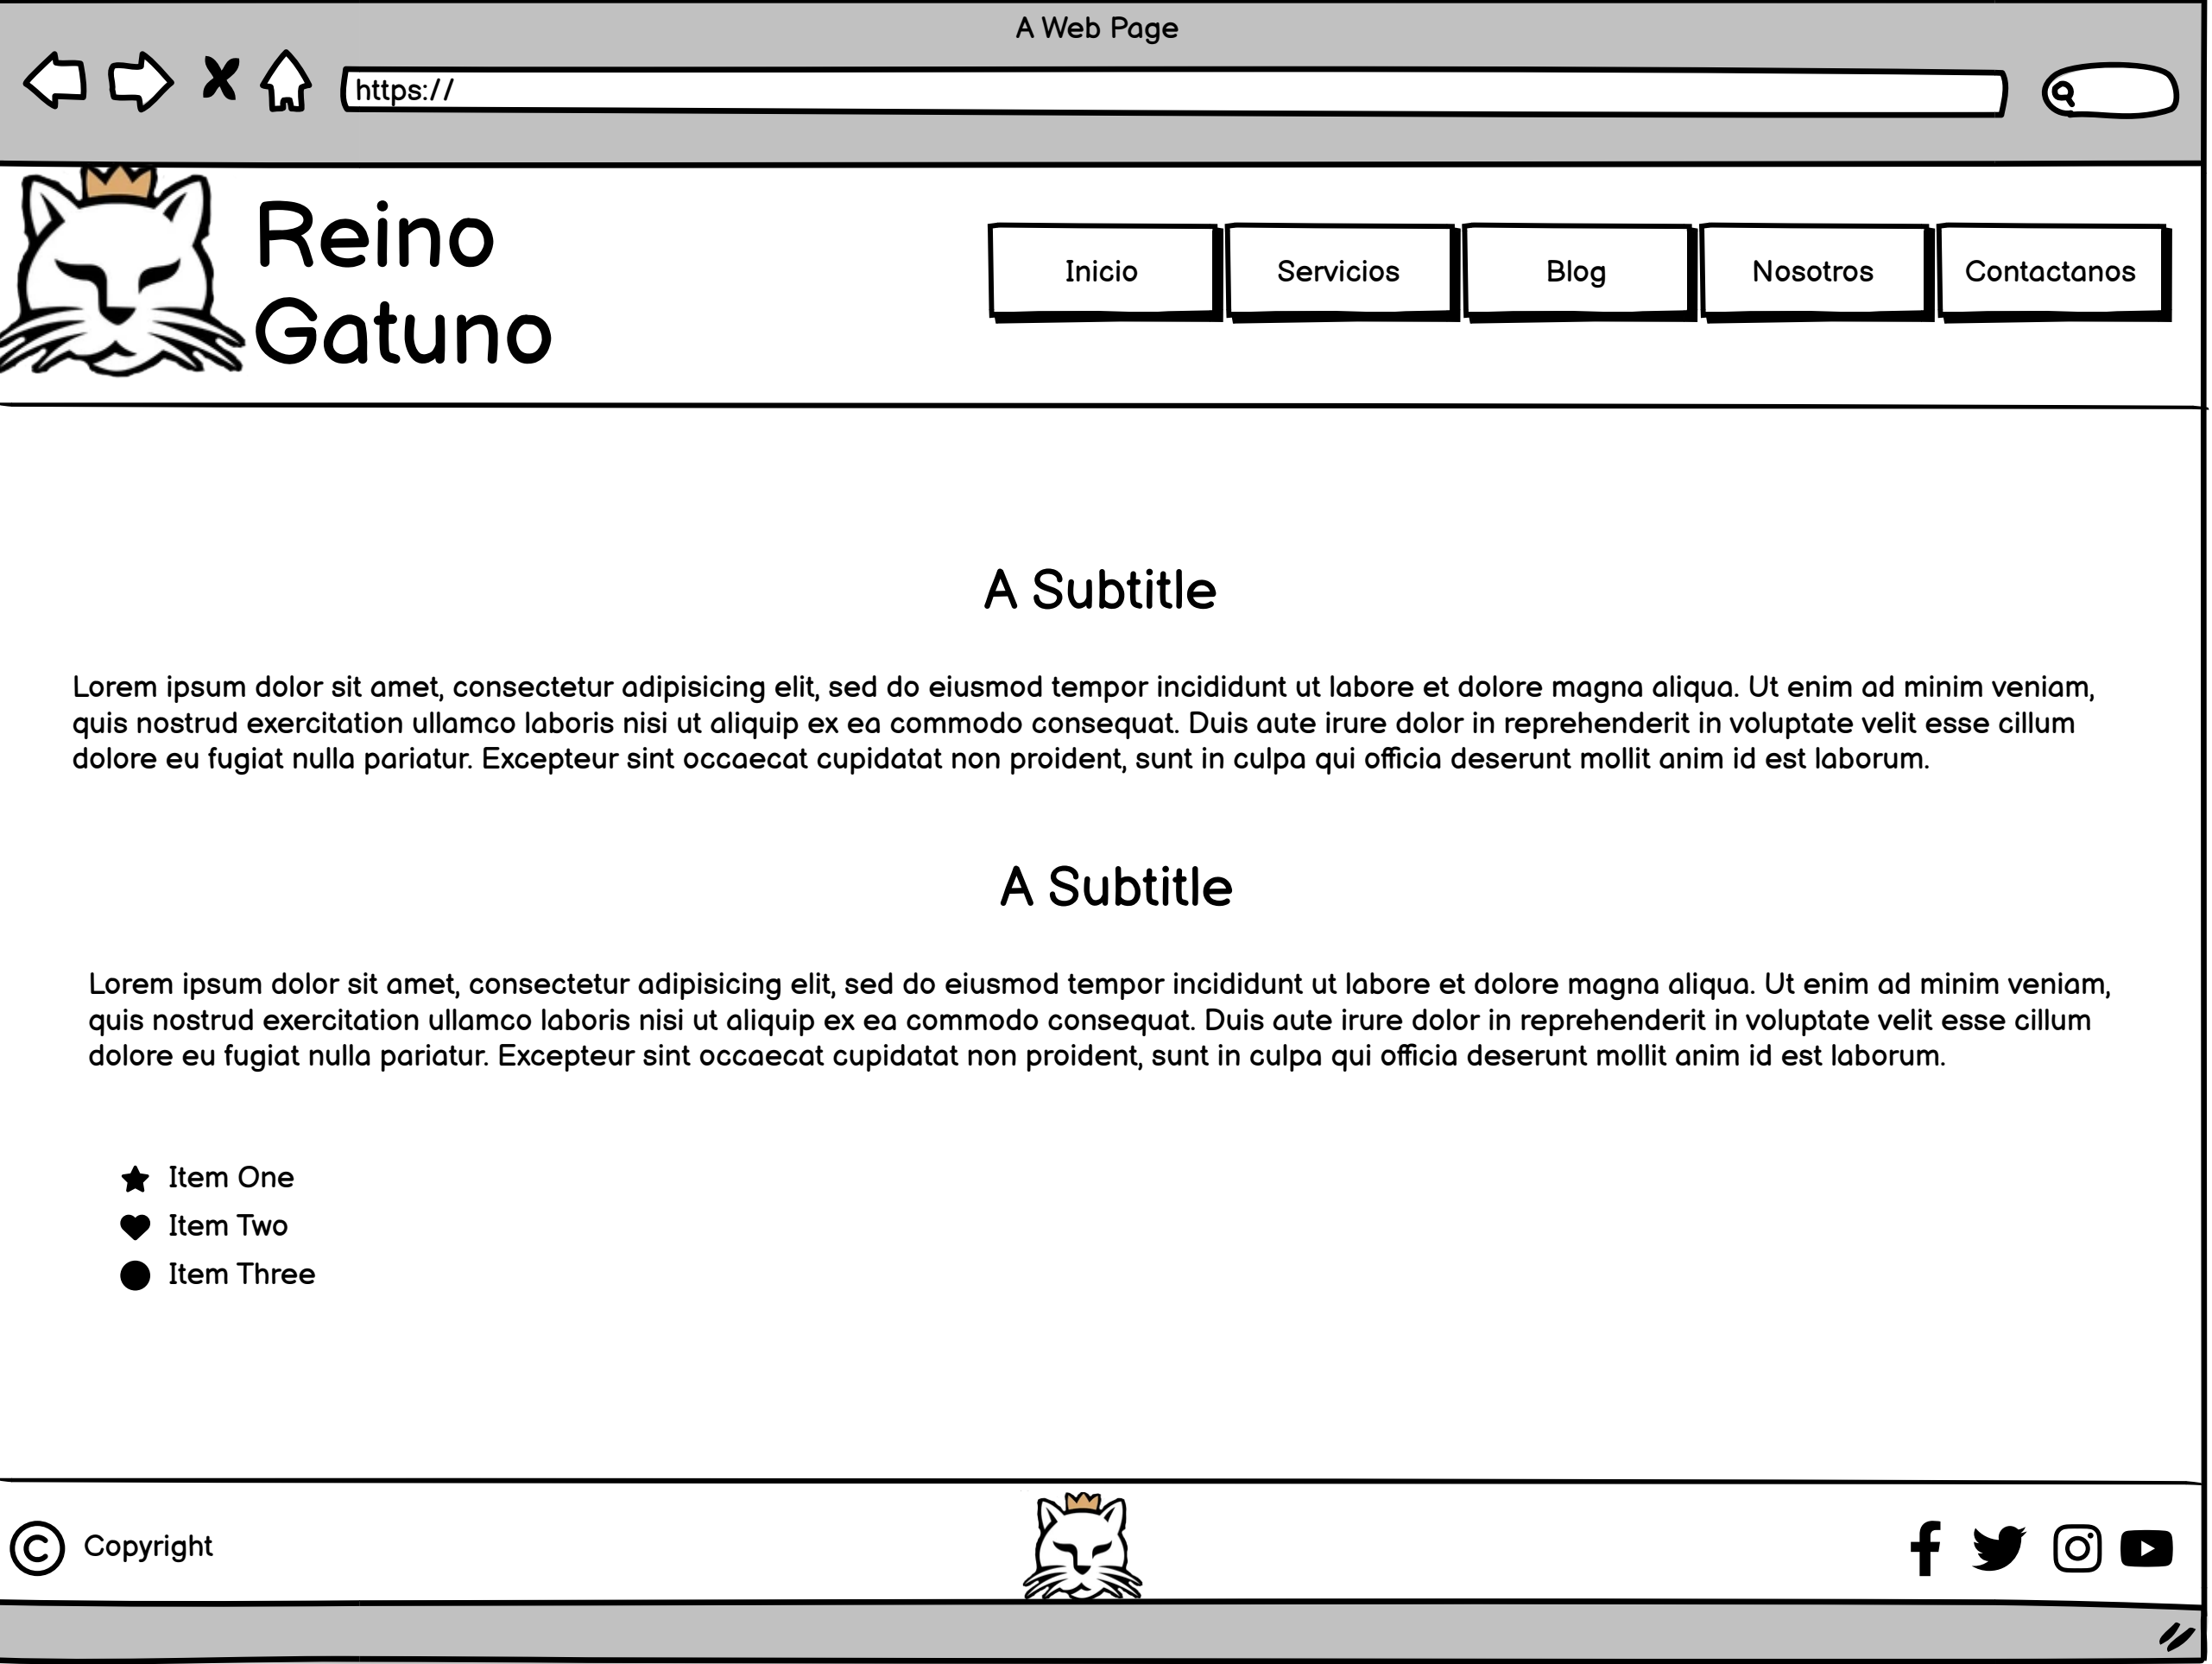 A Web Page
https://
Reino
Gatuno
Inicio
Servicios
Blog
Nosotros
Contactanos
A Subtitle
Lorem ipsum dolor sit amet, consectetur adipisicing elit, sed do eiusmod tempor incididunt ut labore et dolore magna aliqua. Ut enim ad minim veniam,
quis nostrud exercitation ullamco laboris nisi ut aliquip ex ea commodo consequat. Duis aute irure dolor in reprehenderit in voluptate velit esse cillum
dolore eu fugiat nulla pariatur. Excepteur sint occaecat cupidatat non proident, sunt in culpa qui officia deserunt mollit anim id est laborum.
A Subtitle
Lorem ipsum dolor sit amet, consectetur adipisicing elit, sed do eiusmod tempor incididunt ut labore et dolore magna aliqua. Ut enim ad minim veniam,
quis nostrud exercitation ullamco laboris nisi ut aliquip ex ea commodo consequat. Duis aute irure dolor in reprehenderit in voluptate velit esse cillum
dolore eu fugiat nulla pariatur. Excepteur sint occaecat cupidatat non proident, sunt in culpa qui officia deserunt mollit anim id est laborum.
Item One
Item Two
Item Three
© Copyright